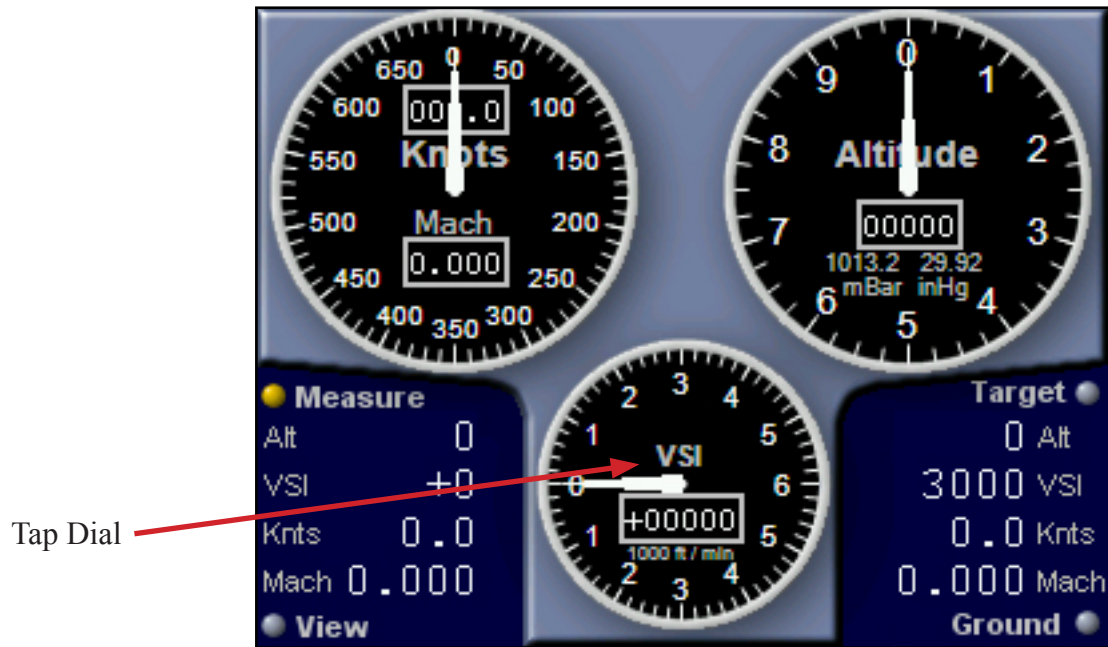 0
650 50
600 000.0 100
Knots
550 150
500 Mach 200
0.000
450 250
400 350 300
0
9 1
8 Altitude 2
7 00000 3
1013.2 29.92
mBar inHg
6 5 4
Measure
Alt 0
VSI +0
Knts 0.0
Mach 0.000
View
3
2 4
1 5
VSI
0 6
+00000
1000 ft / min
1 5
2 3 4
Target
0 Alt
3000 VSI
0.0 Knts
0.000 Mach
Ground
Tap Dial